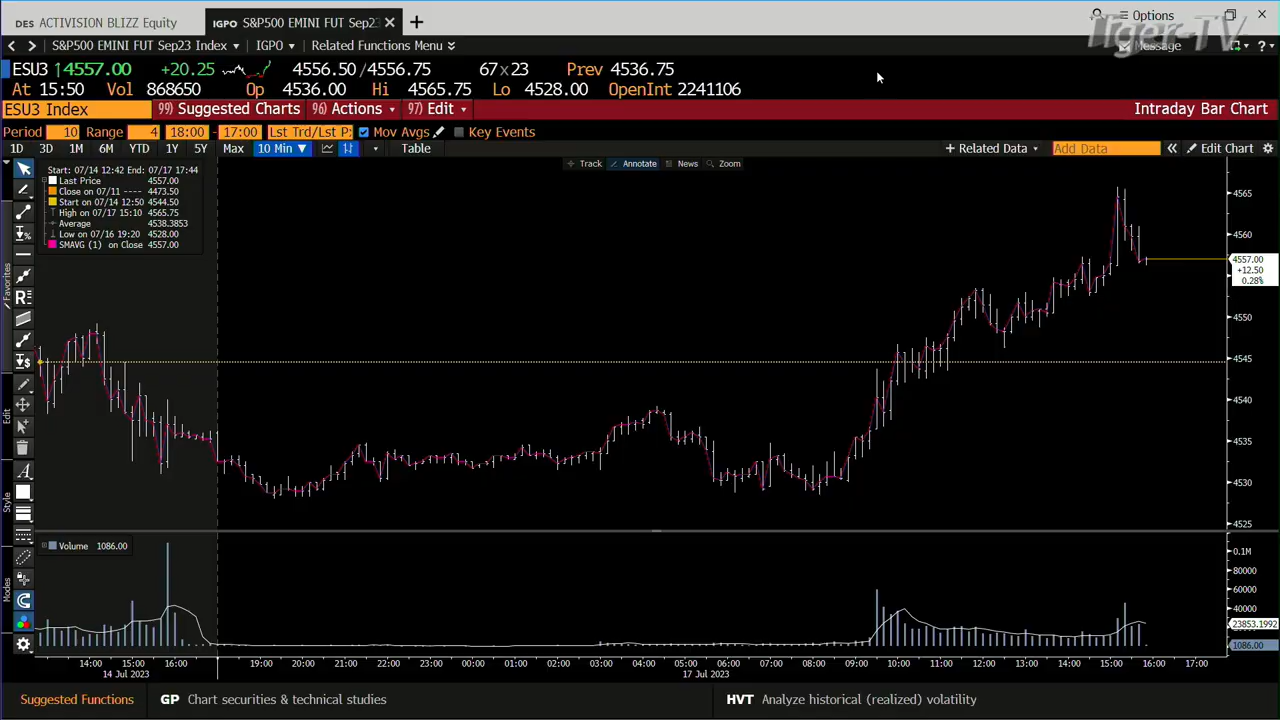 DES ACTIVISION BLIZZ Equity
IGPO S&P500 EMINI FUT Sep23
Options
Tiger-TV
S&P500 EMINI FUT Sep23 Index
IGPO
Related Functions Menu
Message
ESU3 ↑4557.00 +20.25 4556.50/4556.75 67x23 Prev 4536.75
At 15:50 Vol 868650 Op 4536.00 Hi 4565.75 Lo 4528.00 OpenInt 2241106
ESU3 Index 99) Suggested Charts 96) Actions 97) Edit Intraday Bar Chart
Period 10 Range 4 18:00 - 17:00 Lst Trd/Lst P: Mov Avgs Key Events
1D 3D 1M 6M YTD 1Y 5Y Max 10 Min ▼ Table + Related Data Add Data « Edit Chart
Track Annotate News Zoom
Start: 07/14 12:42 End: 07/17 17:44
Last Price 4557.00
Close on 07/11 ---- 4473.50
Start on 07/14 12:50 4544.50
High on 07/17 15:10 4565.75
Average 4538.3853
Low on 07/16 19:20 4528.00
SMAVG (1) on Close 4557.00
Favorites
Edit
Style
Modes
4565
4560
4557.00
+12.50
0.28%
4550
4545
4540
4535
4530
4525
Volume 1086.00
0.1M
80000
60000
40000
23853.1992
1086.00
14:00 15:00 16:00 19:00 20:00 21:00 22:00 23:00 00:00 01:00 02:00 03:00 04:00 05:00 06:00 07:00 08:00 09:00 10:00 11:00 12:00 13:00 14:00 15:00 16:00 17:00
14 Jul 2023 17 Jul 2023
Suggested Functions GP Chart securities & technical studies HVT Analyze historical (realized) volatility